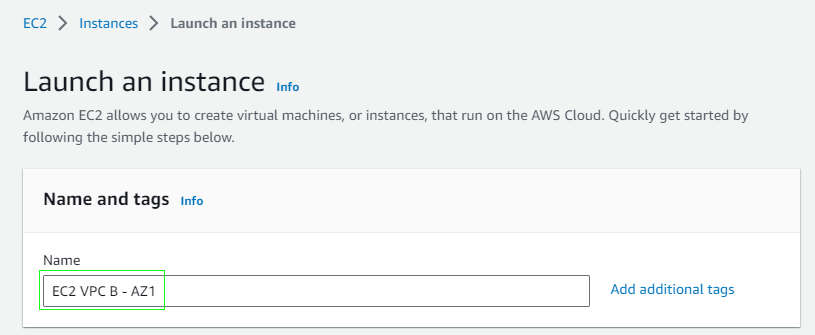 EC2 > Instances > Launch an instance
Launch an instance Info
Amazon EC2 allows you to create virtual machines, or instances, that run on the AWS Cloud. Quickly get started by
following the simple steps below.
Name and tags Info
Name
EC2 VPC B - AZ1 Add additional tags